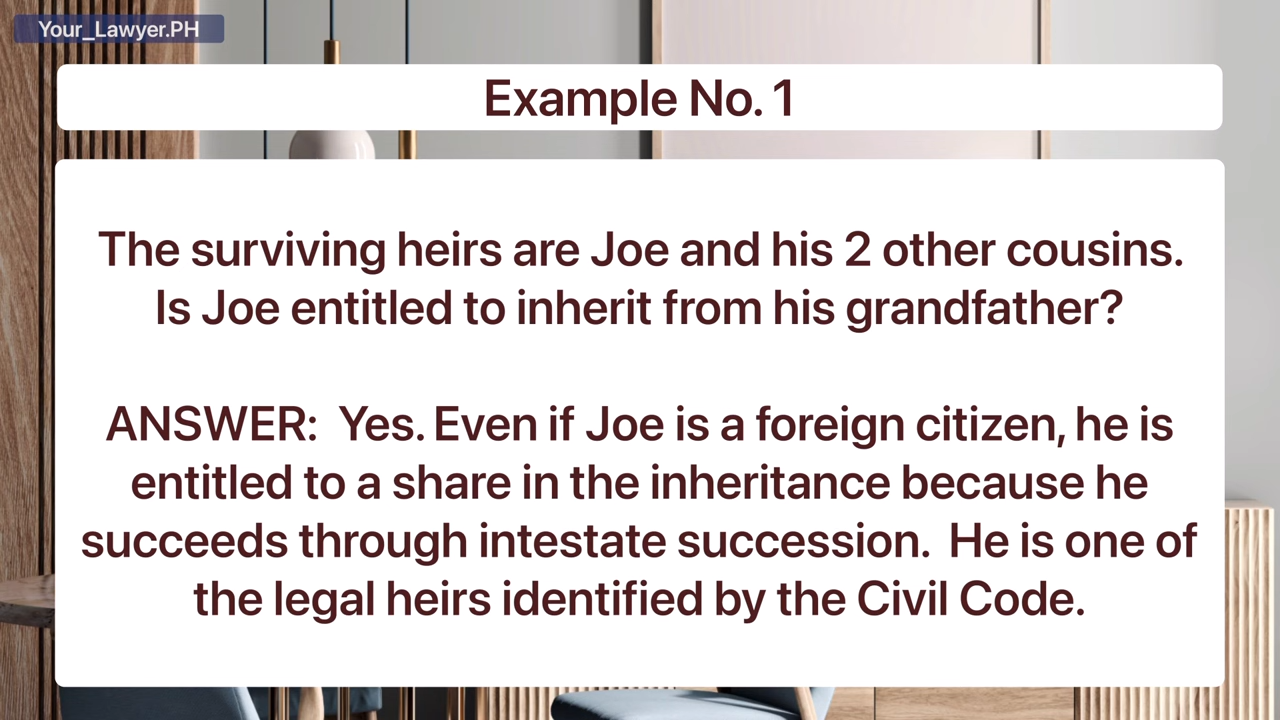 Your_Lawyer.PH
Example No. 1
The surviving heirs are Joe and his 2 other cousins.
Is Joe entitled to inherit from his grandfather?
ANSWER:  Yes. Even if Joe is a foreign citizen, he is
entitled to a share in the inheritance because he
succeeds through intestate succession.  He is one of
the legal heirs identified by the Civil Code.